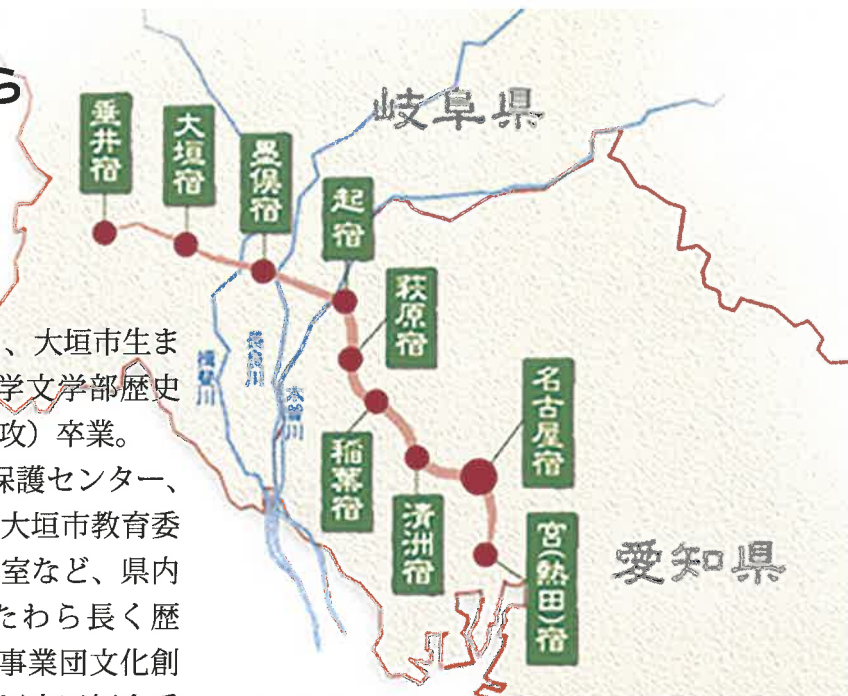 ら
岐阜県
垂井宿
大垣宿
墨俣宿
起宿
萩原宿
稲葉宿
清洲宿
名古屋宿
宮(熱田)宿
揖斐川
長良川
木曽川
愛知県
、大垣市生ま
学文学部歴史
攻）卒業。
保護センター、
大垣市教育委
室など、県内
たわら長く歴
事業団文化創